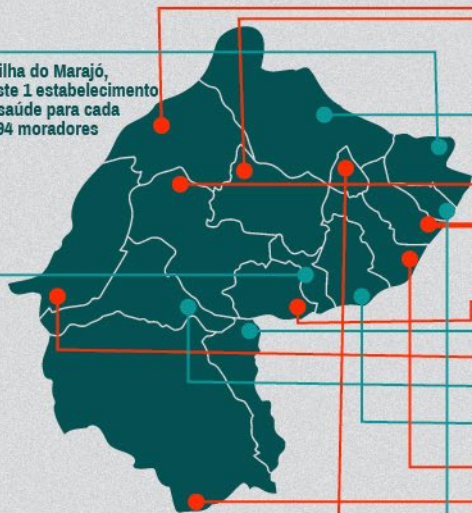 ilha do Marajó,
ste 1 estabelecimento
saúde para cada
94 moradores